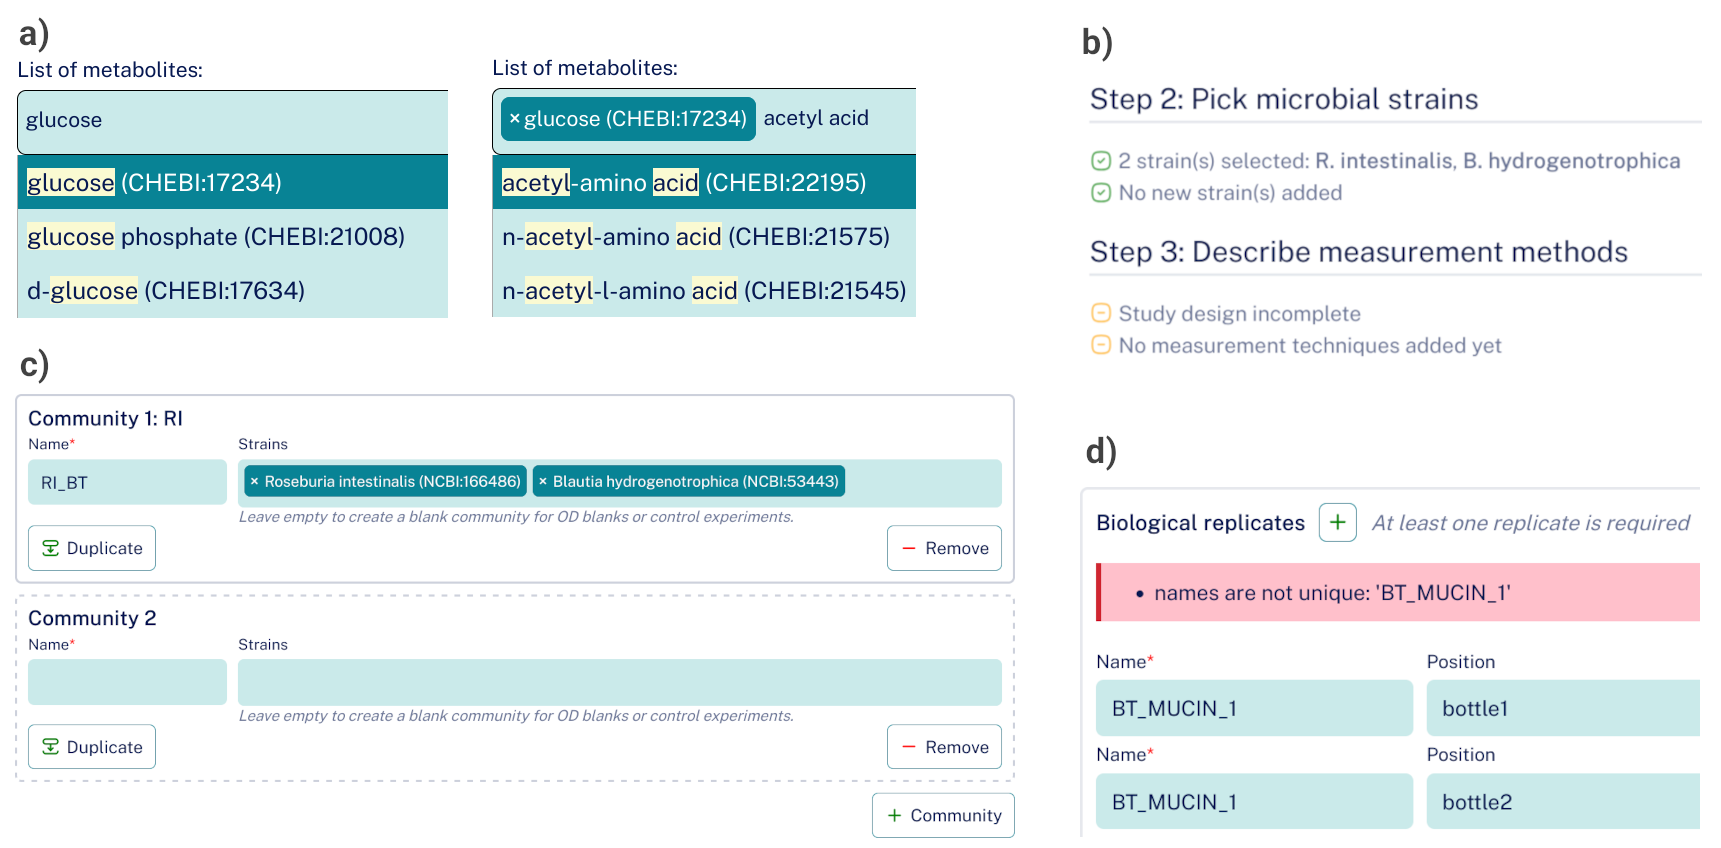 a)
List of metabolites:
glucose
glucose (CHEBI:17234)
glucose phosphate (CHEBI:21008)
d-glucose (CHEBI:17634)
List of metabolites:
× glucose (CHEBI:17234) acetyl acid
acetyl-amino acid (CHEBI:22195)
n-acetyl-amino acid (CHEBI:21575)
n-acetyl-l-amino acid (CHEBI:21545)
b)
Step 2: Pick microbial strains
2 strain(s) selected: R. intestinalis, B. hydrogenotrophica
No new strain(s) added
Step 3: Describe measurement methods
Study design incomplete
No measurement techniques added yet
c)
Community 1: RI
Name* Strains
RI_BT × Roseburia intestinalis (NCBI:166486) × Blautia hydrogenotrophica (NCBI:53443)
Leave empty to create a blank community for OD blanks or control experiments.
Duplicate − Remove
Community 2
Name* Strains
Leave empty to create a blank community for OD blanks or control experiments.
Duplicate − Remove
+ Community
d)
Biological replicates + At least one replicate is required
• names are not unique: 'BT_MUCIN_1'
Name* Position
BT_MUCIN_1 bottle1
Name* Position
BT_MUCIN_1 bottle2